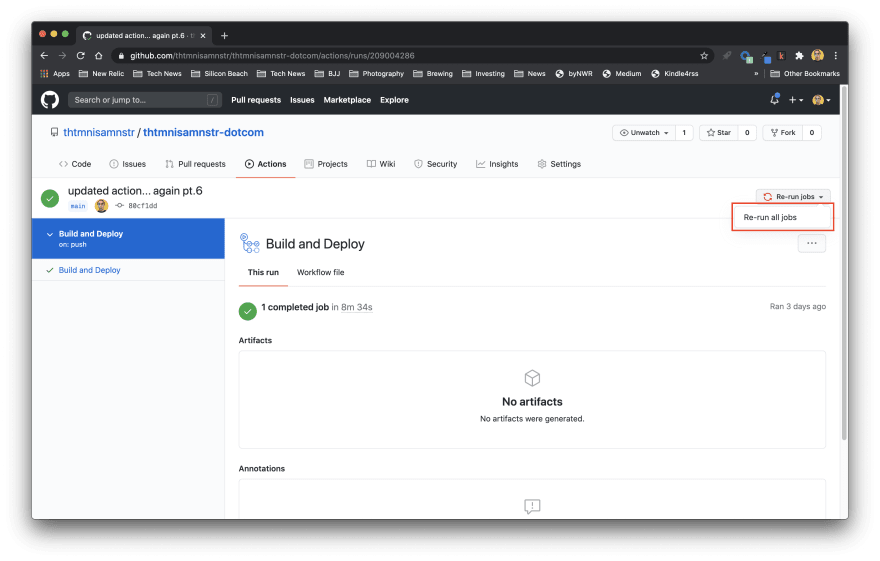 updated action... again pt.6 · t
github.com/thtmnisamnstr/thtmnisamnstr-dotcom/actions/runs/209004286
Apps New Relic Tech News Silicon Beach Tech News BJJ Photography Brewing Investing News byNWR Medium Kindle4rss » Other Bookmarks
Search or jump to... / Pull requests Issues Marketplace Explore
thtmnisamnstr / thtmnisamnstr-dotcom Unwatch 1 Star 0 Fork 0
Code Issues Pull requests Actions Projects Wiki Security Insights Settings
updated action... again pt.6
main 80cf1dd
Re-run jobs
Re-run all jobs
Build and Deploy
on: push
Build and Deploy
Build and Deploy
This run Workflow file
1 completed job in 8m 34s Ran 3 days ago
Artifacts
No artifacts
No artifacts were generated.
Annotations